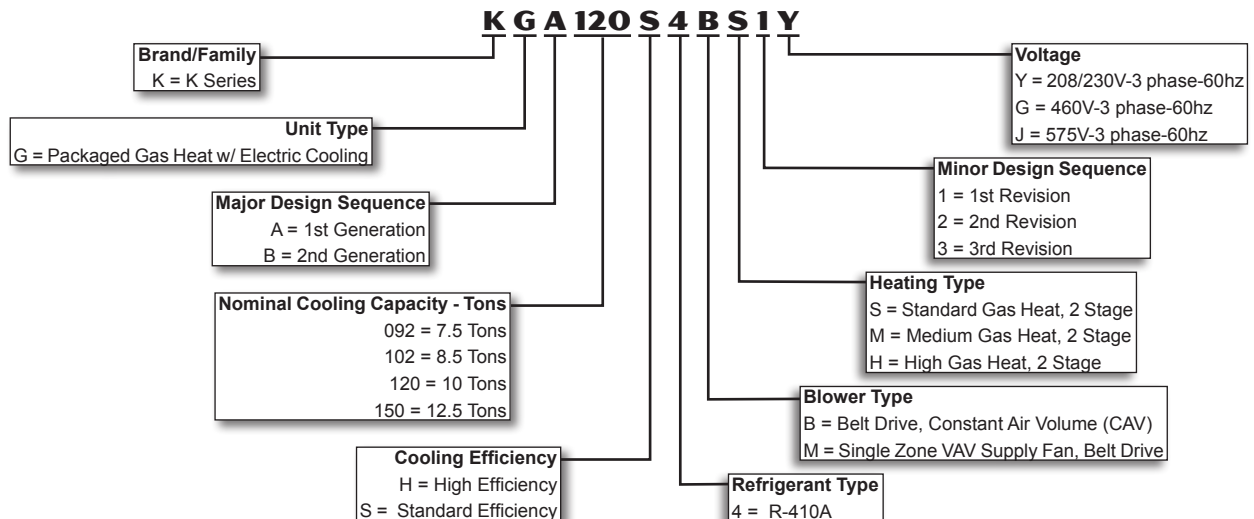 K G A 120 S 4 B S 1 Y
Brand/Family
K = K Series
Unit Type
G = Packaged Gas Heat w/ Electric Cooling
Major Design Sequence
A = 1st Generation
B = 2nd Generation
Nominal Cooling Capacity - Tons
092 = 7.5 Tons
102 = 8.5 Tons
120 = 10 Tons
150 = 12.5 Tons
Cooling Efficiency
H = High Efficiency
S = Standard Efficiency
Voltage
Y = 208/230V-3 phase-60hz
G = 460V-3 phase-60hz
J = 575V-3 phase-60hz
Minor Design Sequence
1 = 1st Revision
2 = 2nd Revision
3 = 3rd Revision
Heating Type
S = Standard Gas Heat, 2 Stage
M = Medium Gas Heat, 2 Stage
H = High Gas Heat, 2 Stage
Blower Type
B = Belt Drive, Constant Air Volume (CAV)
M = Single Zone VAV Supply Fan, Belt Drive
Refrigerant Type
4 = R-410A